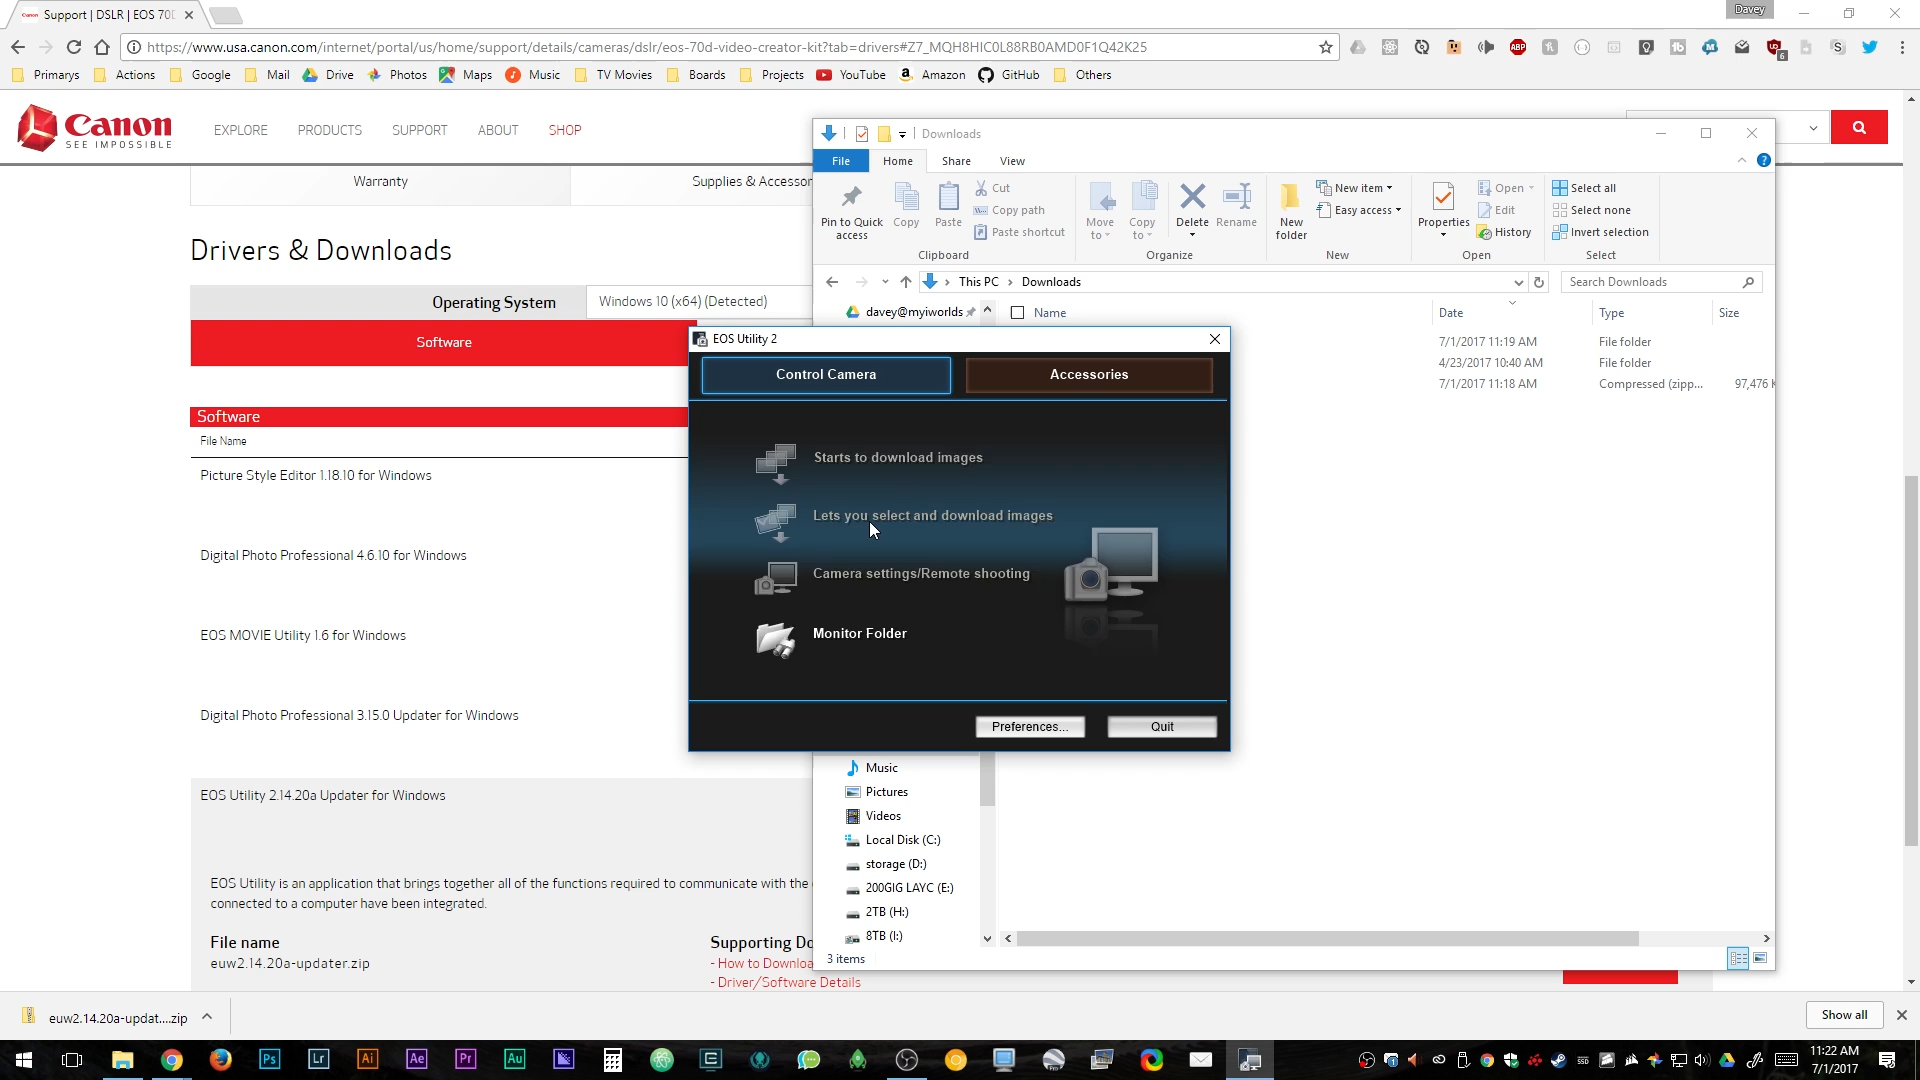 Support | DSLR | EOS 70D
Davey
https://www.usa.canon.com/internet/portal/us/home/support/details/cameras/dslr/eos-70d-video-creator-kit?tab=drivers#Z7_MQH8HIC0L88RB0AMD0F1Q42K25
Primarys Actions Google Mail Drive Photos Maps Music TV Movies Boards Projects YouTube Amazon GitHub Others
Canon
SEE IMPOSSIBLE
EXPLORE PRODUCTS SUPPORT ABOUT SHOP
Warranty
Supplies & Accessor
Drivers & Downloads
Operating System
Windows 10 (x64) (Detected)
Software
Software
File Name
Picture Style Editor 1.18.10 for Windows
Digital Photo Professional 4.6.10 for Windows
EOS MOVIE Utility 1.6 for Windows
Digital Photo Professional 3.15.0 Updater for Windows
EOS Utility 2.14.20a Updater for Windows
EOS Utility is an application that brings together all of the functions required to communicate with the
connected to a computer have been integrated.
File name
euw2.14.20a-updater.zip
Supporting Do
- How to Downloa
- Driver/Software Details
Downloads
File Home Share View
Pin to Quick access
Copy
Paste
Cut
Copy path
Paste shortcut
Clipboard
Move to
Copy to
Delete
Rename
Organize
New folder
New item
Easy access
New
Properties
Open
Edit
History
Open
Select all
Select none
Invert selection
Select
This PC > Downloads
Search Downloads
davey@myiworlds
Name Date Type Size
7/1/2017 11:19 AM File folder
4/23/2017 10:40 AM File folder
7/1/2017 11:18 AM Compressed (zipp... 97,476 K
Music
Pictures
Videos
Local Disk (C:)
storage (D:)
200GIG LAYC (E:)
2TB (H:)
8TB (I:)
3 items
EOS Utility 2
Control Camera
Accessories
Starts to download images
Lets you select and download images
Camera settings/Remote shooting
Monitor Folder
Preferences...
Quit
euw2.14.20a-updat....zip
Show all
Ps Lr Ai Ae Pr Au
11:22 AM
7/1/2017